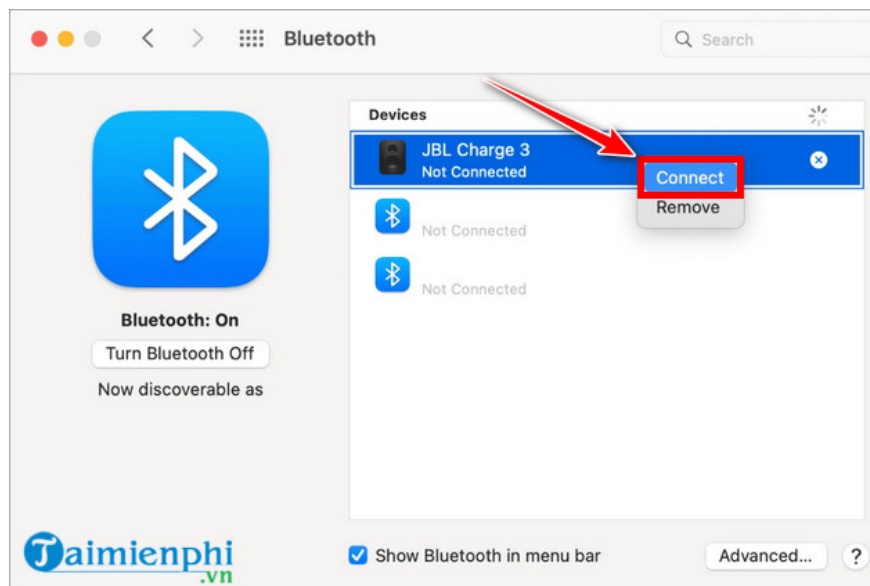 Bluetooth
Search
Devices
JBL Charge 3
Not Connected
Connect
Remove
Not Connected
Not Connected
Bluetooth: On
Turn Bluetooth Off
Now discoverable as
Show Bluetooth in menu bar
Advanced...
?
Taimienphi
.vn